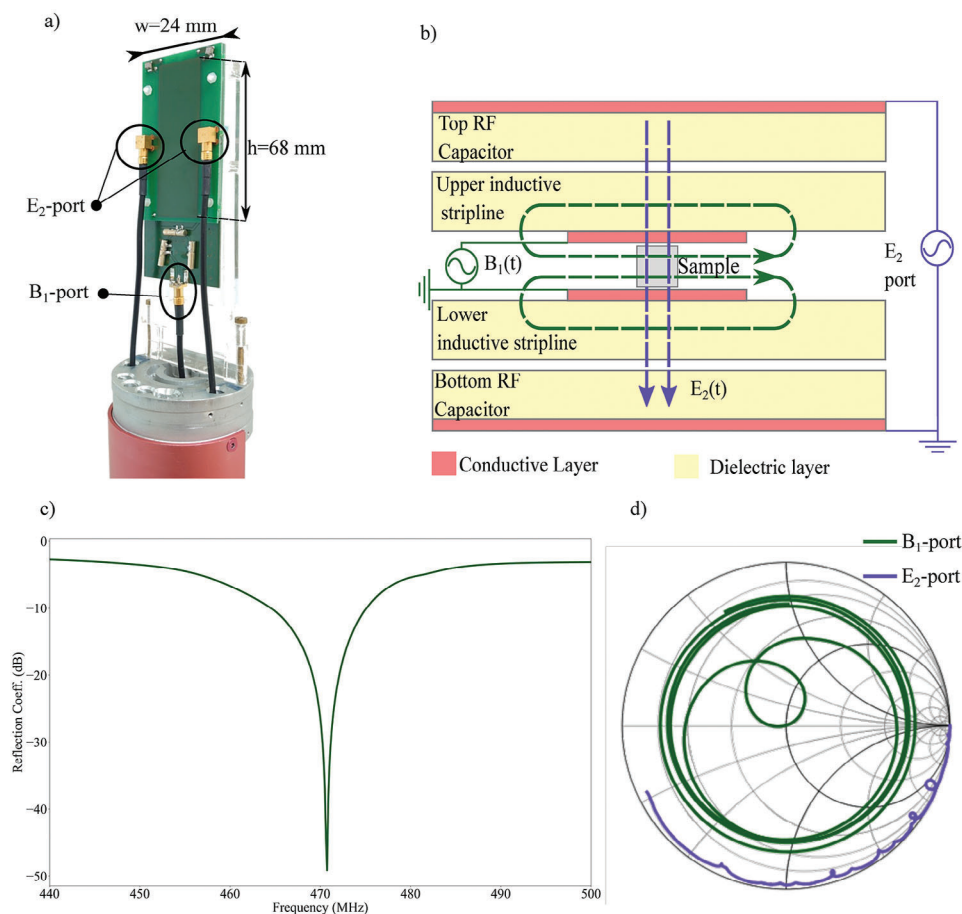 a)
w=24 mm
h=68 mm
E₂-port
B₁-port
b)
Top RF
Capacitor
Upper inductive
stripline
B₁(t)
Sample
E₂
port
Lower
inductive stripline
Bottom RF
Capacitor
E₂(t)
Conductive Layer
Dielectric layer
c)
0
−10
−20
−30
−40
−50
Reflection Coeff. (dB)
440
450
460
470
480
490
500
Frequency (MHz)
d)
B₁-port
E₂-port